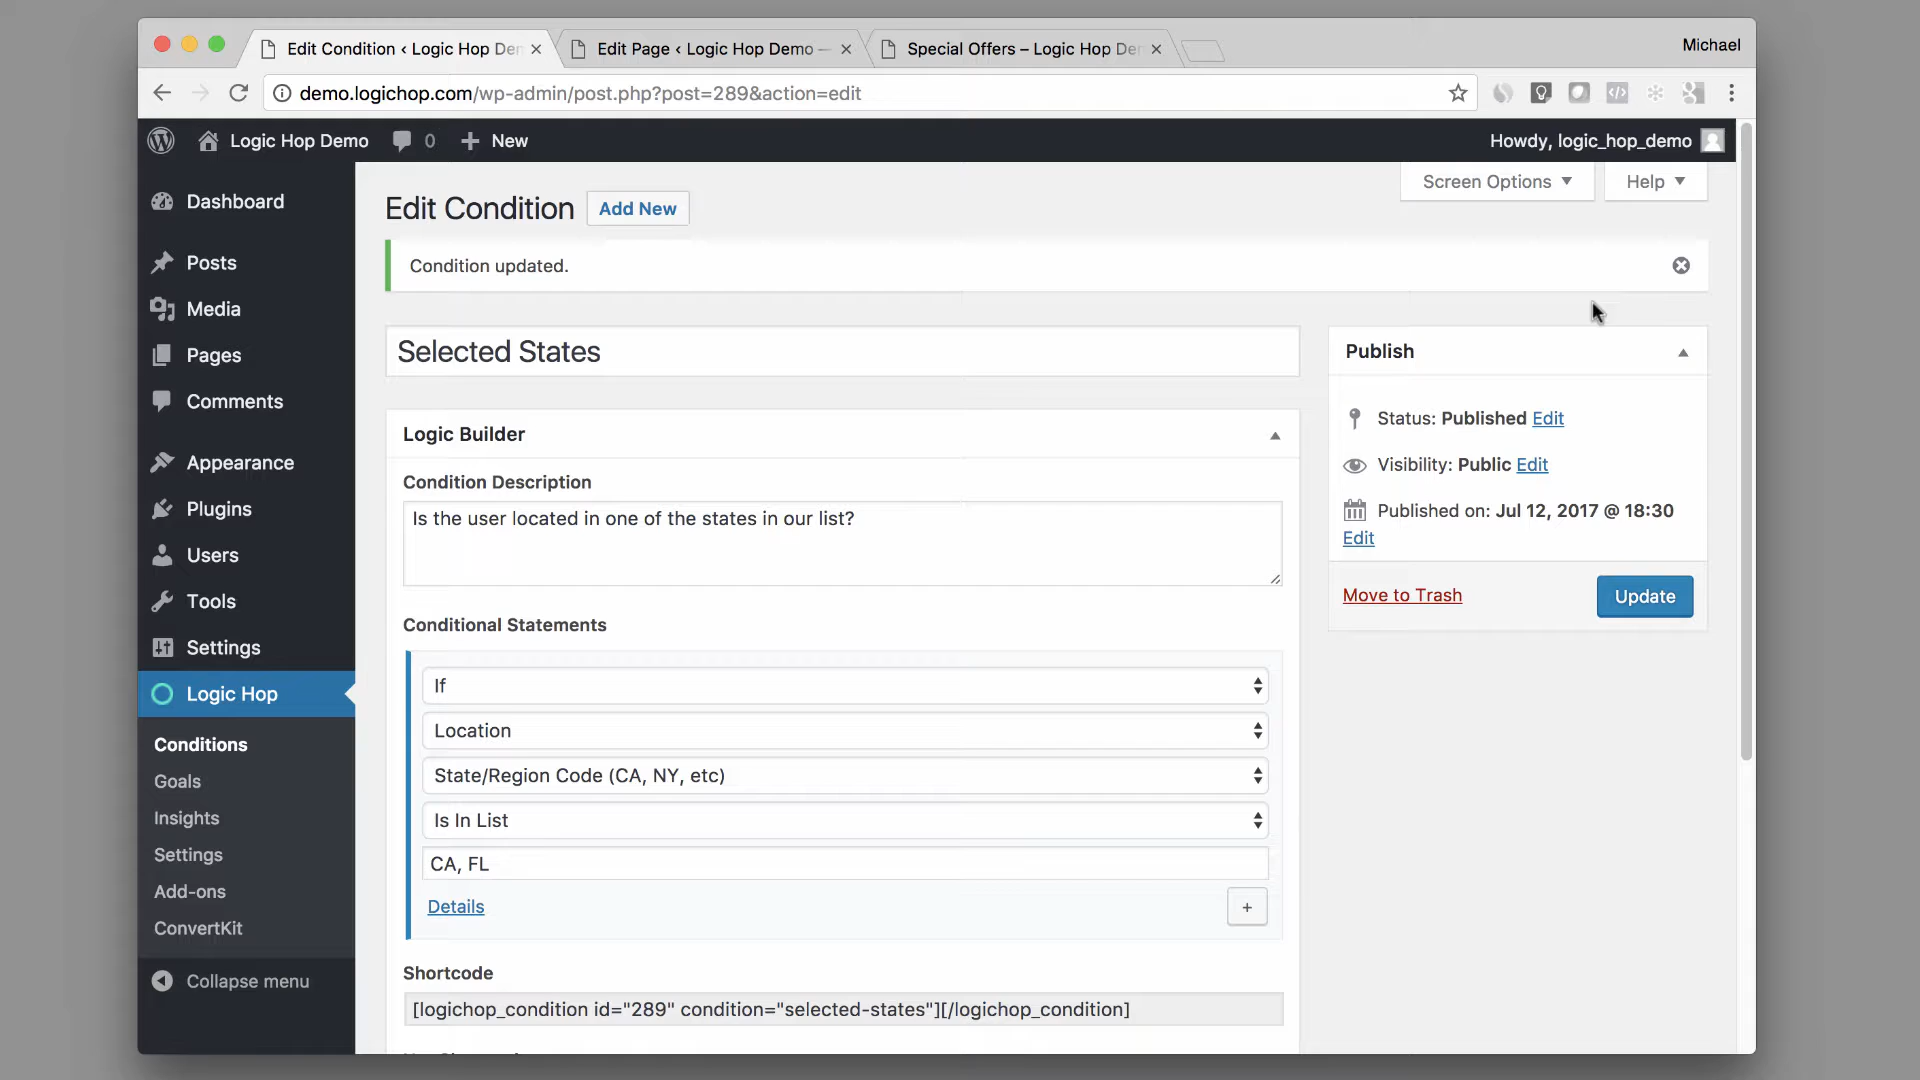 Edit Condition ‹ Logic Hop Den
Edit Page ‹ Logic Hop Demo —
Special Offers – Logic Hop Der
Michael
demo.logichop.com/wp-admin/post.php?post=289&action=edit
Logic Hop Demo
0
New
Howdy, logic_hop_demo
Dashboard
Posts
Media
Pages
Comments
Appearance
Plugins
Users
Tools
Settings
Logic Hop
Conditions
Goals
Insights
Settings
Add-ons
ConvertKit
Collapse menu
Screen Options
Help
Edit Condition
Add New
Condition updated.
Selected States
Logic Builder
Condition Description
Is the user located in one of the states in our list?
Conditional Statements
If
Location
State/Region Code (CA, NY, etc)
Is In List
CA, FL
Details
+
Shortcode
[logichop_condition id="289" condition="selected-states"][/logichop_condition]
Publish
Status: Published Edit
Visibility: Public Edit
Published on: Jul 12, 2017 @ 18:30
Edit
Move to Trash
Update